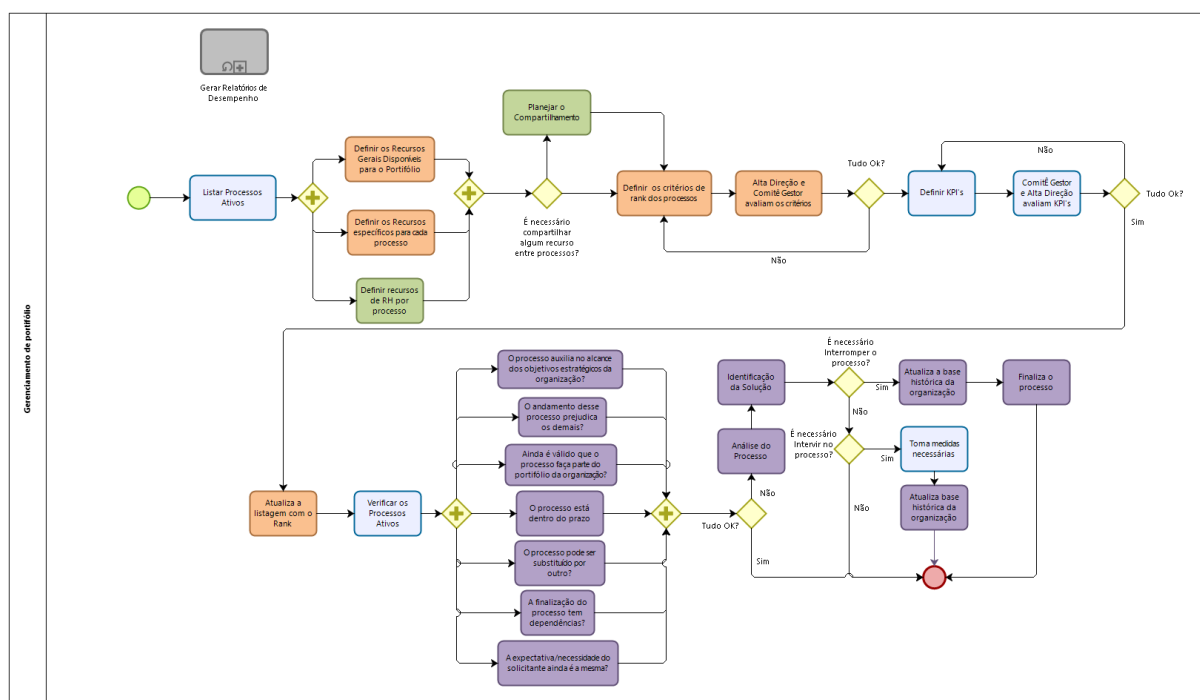 Gerenciamento de portifólio
Gerar Relatórios de
Desempenho
Listar Processos
Ativos
Definir os Recursos
Gerais Disponíveis
para o Portifólio
Definir os Recursos
específicos para cada
processo
Definir recursos
de RH por
processo
Planejar o
Compartilhamento
É necessário
compartilhar
algum recurso
entre processos?
Definir os critérios de
rank dos processos
Alta Direção e
Comitê Gestor
avaliam os critérios
Tudo Ok?
Não
Definir KPI's
ComitÊ Gestor
e Alta Direção
avaliam KPI's
Não
Tudo Ok?
Sim
Atualiza a
listagem com o
Rank
Verificar os
Processos
Ativos
O processo auxilia no alcance
dos objetivos estratégicos da
organização?
O andamento desse
processo prejudica
os demais?
Ainda é válido que o
processo faça parte do
portifólio da organização?
O processo está
dentro do prazo
O processo pode ser
substituído por
outro?
A finalização do
processo tem
dependências?
A expectativa/necessidade do
solicitante ainda é a mesma?
Tudo OK?
Não
Sim
Análise do
Processo
Identificação
da Solução
É necessário
Interromper o
processo?
Sim
Não
Atualiza a base
histórica da
organização
Finaliza o
processo
É necessário
Intervir no
processo?
Sim
Não
Toma medidas
necessárias
Atualiza base
histórica da
organização